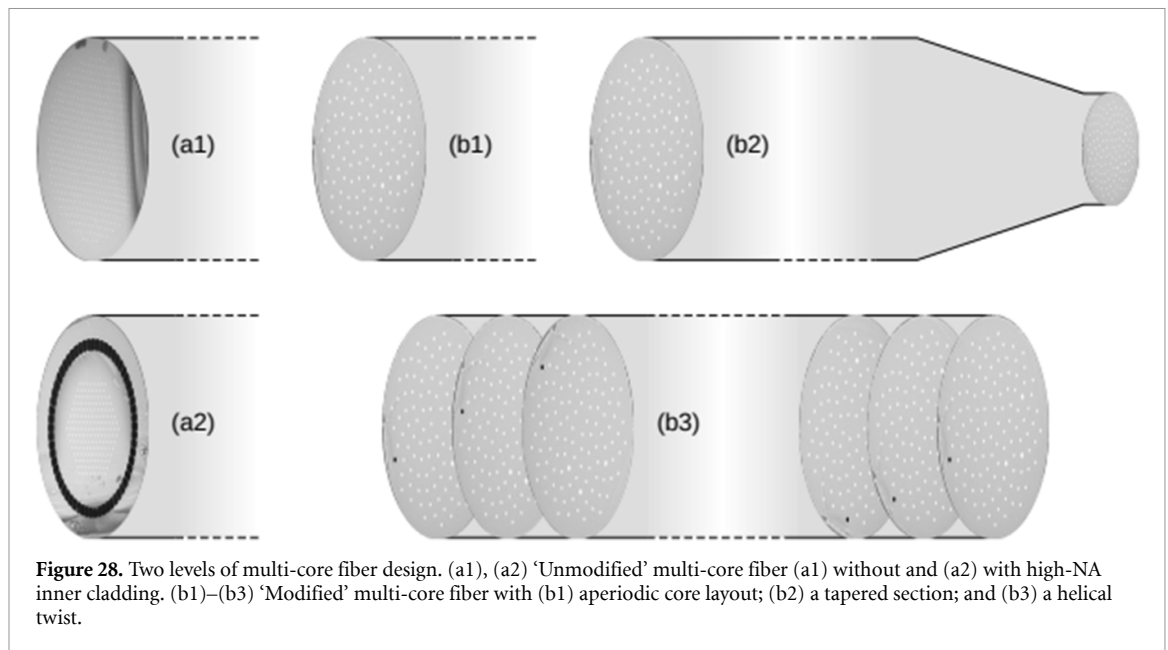 (a1)
(b1)
(b2)
(a2)
(b3)
Figure 28. Two levels of multi-core fiber design. (a1), (a2) ‘Unmodified’ multi-core fiber (a1) without and (a2) with high-NA
inner cladding. (b1)–(b3) ‘Modified’ multi-core fiber with (b1) aperiodic core layout; (b2) a tapered section; and (b3) a helical
twist.